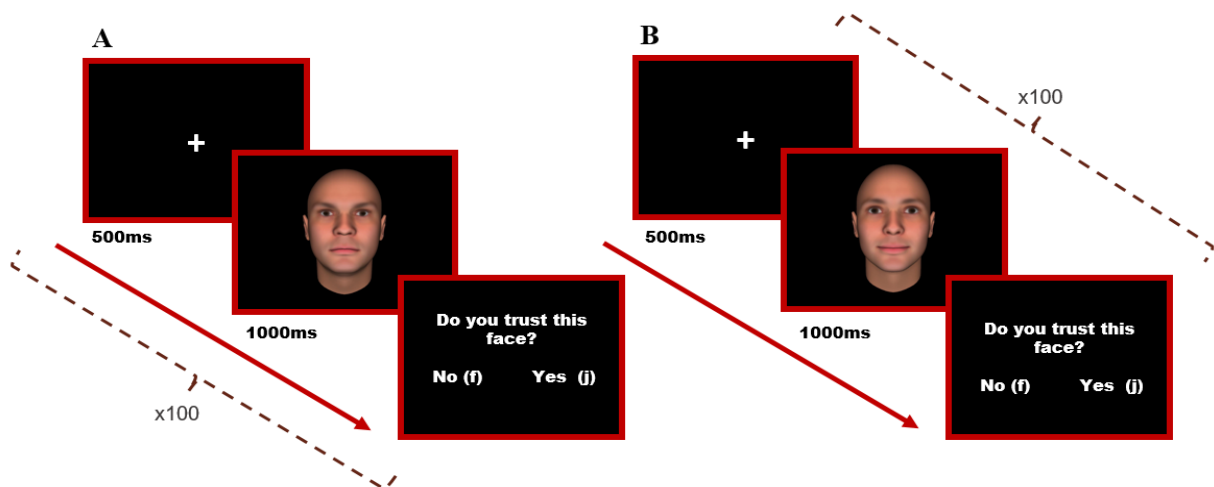 A
+
500ms
1000ms
Do you trust this
face?
No (f) Yes (j)
x100
B
+
500ms
1000ms
Do you trust this
face?
No (f) Yes (j)
x100